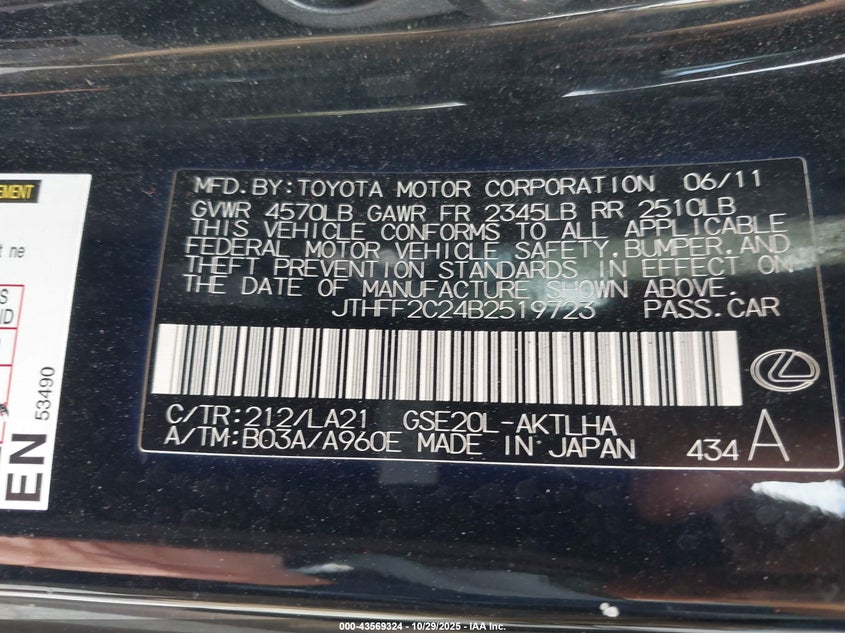 MFD.BY:TOYOTA MOTOR CORPORATION 06/11
GVWR 4570LB GAWR FR 2345LB RR 2510LB
THIS VEHICLE CONFORMS TO ALL APPLICABLE
FEDERAL MOTOR VEHICLE SAFETY, BUMPER, AND
THEFT PREVENTION STANDARDS IN EFFECT ON
THE DATE OF MANUFACTURE SHOWN ABOVE.
JTHFF2C24B2519723 PASS.CAR
C/TR:212/LA21 GSE20L-AKTLHA
A/TM:B03A/A960E MADE IN JAPAN 434 A
EN 53490
000-43569324 - 10/29/2025 - IAA Inc.